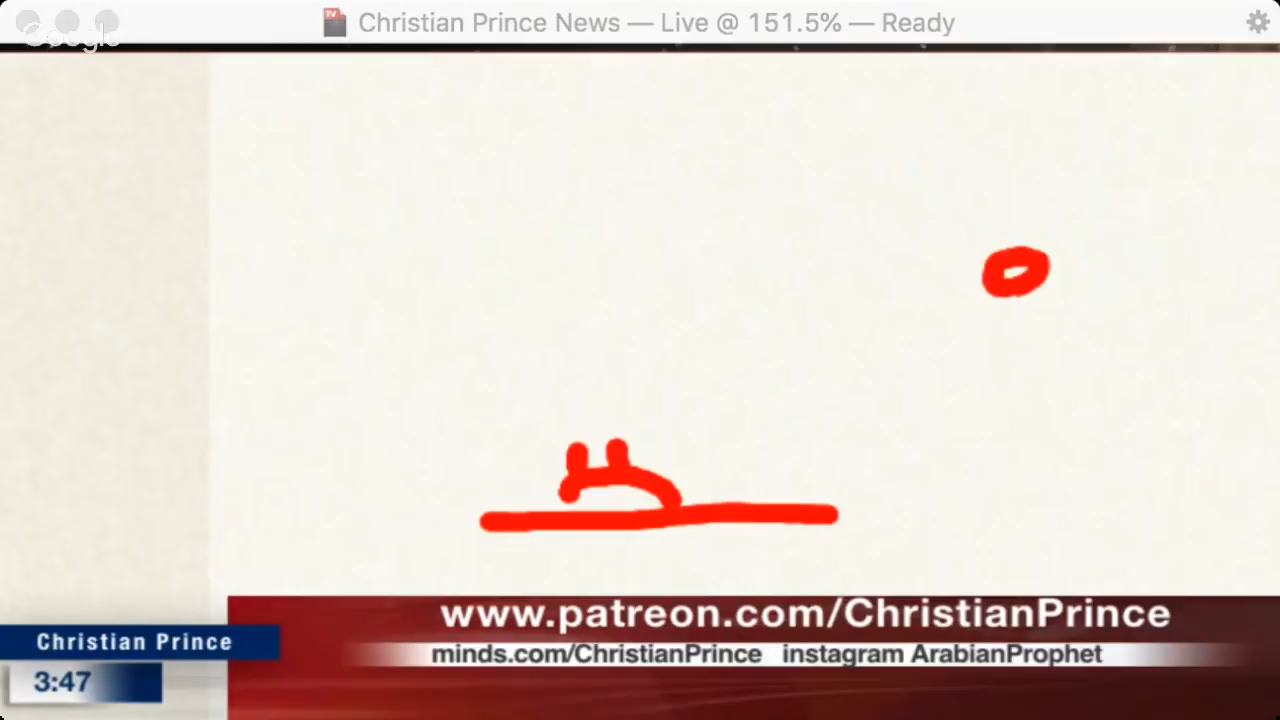 Christian Prince News — Live @ 151.5% — Ready
Google
www.patreon.com/ChristianPrince
Christian Prince
minds.com/ChristianPrince instagram ArabianProphet
3:47